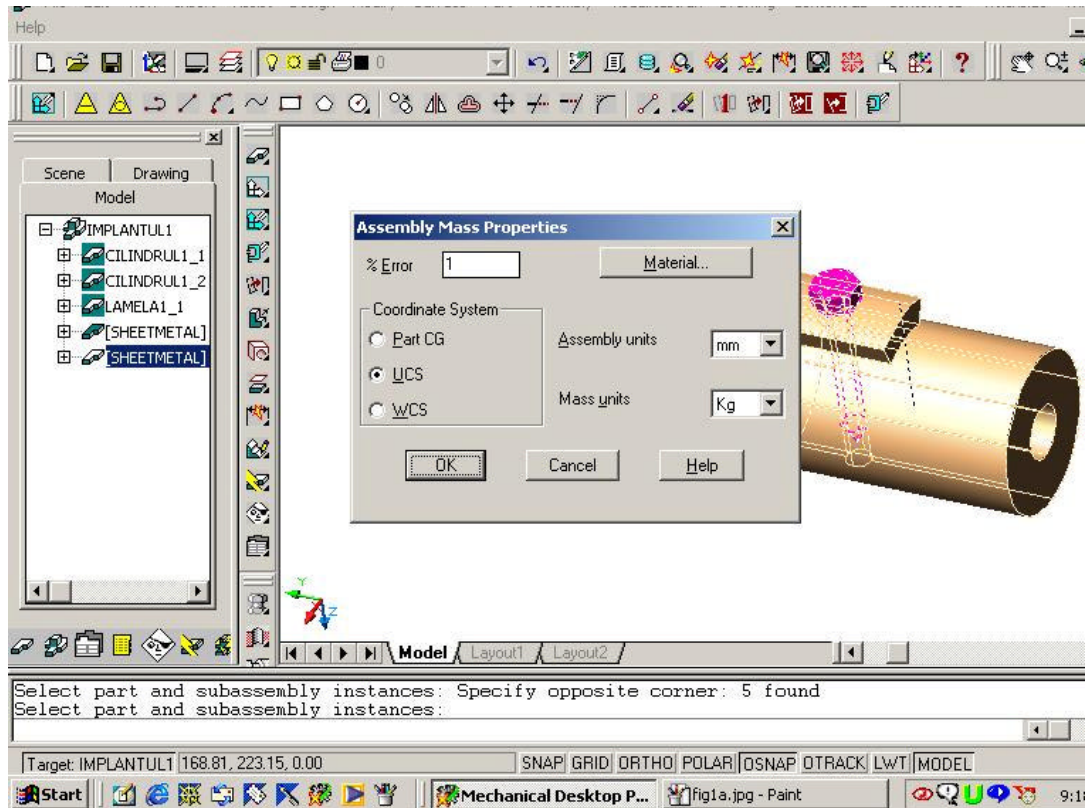 Help
0
Scene Drawing
Model
IMPLANTUL1
CILINDRUL1_1
CILINDRUL1_2
LAMELA1_1
[SHEETMETAL]
[SHEETMETAL]
Assembly Mass Properties
% Error 1 Material...
Coordinate System
Part CG
UCS
WCS
Assembly units mm
Mass units Kg
OK Cancel Help
Y
Z
Model Layout1 Layout2
Select part and subassembly instances: Specify opposite corner: 5 found
Select part and subassembly instances:
Target: IMPLANTUL1 168.81, 223.15, 0.00 SNAP GRID ORTHO POLAR OSNAP OTRACK LWT MODEL
Start Mechanical Desktop P... fig1a.jpg - Paint